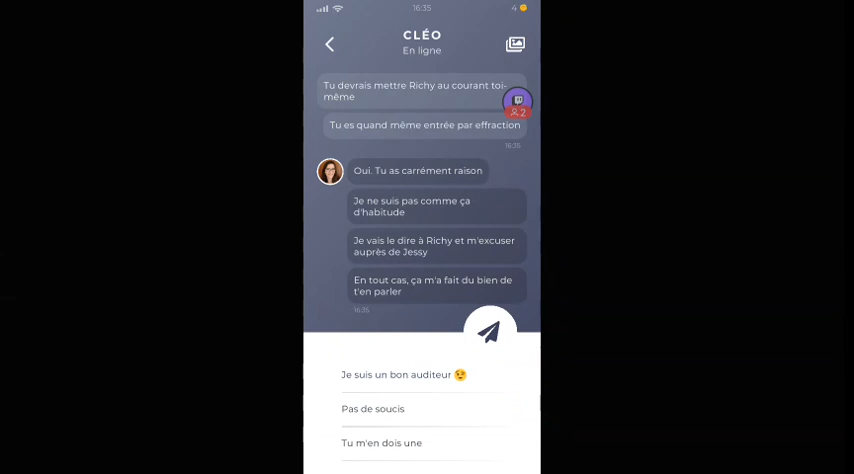 16:35
4
CLÉO
En ligne
Tu devrais mettre Richy au courant toi-
même
2
Tu es quand même entrée par effraction
16:35
Oui. Tu as carrément raison
Je ne suis pas comme ça
d'habitude
Je vais le dire à Richy et m'excuser
auprès de Jessy
En tout cas, ça m'a fait du bien de
t'en parler
16:35
Je suis un bon auditeur 😉
Pas de soucis
Tu m'en dois une